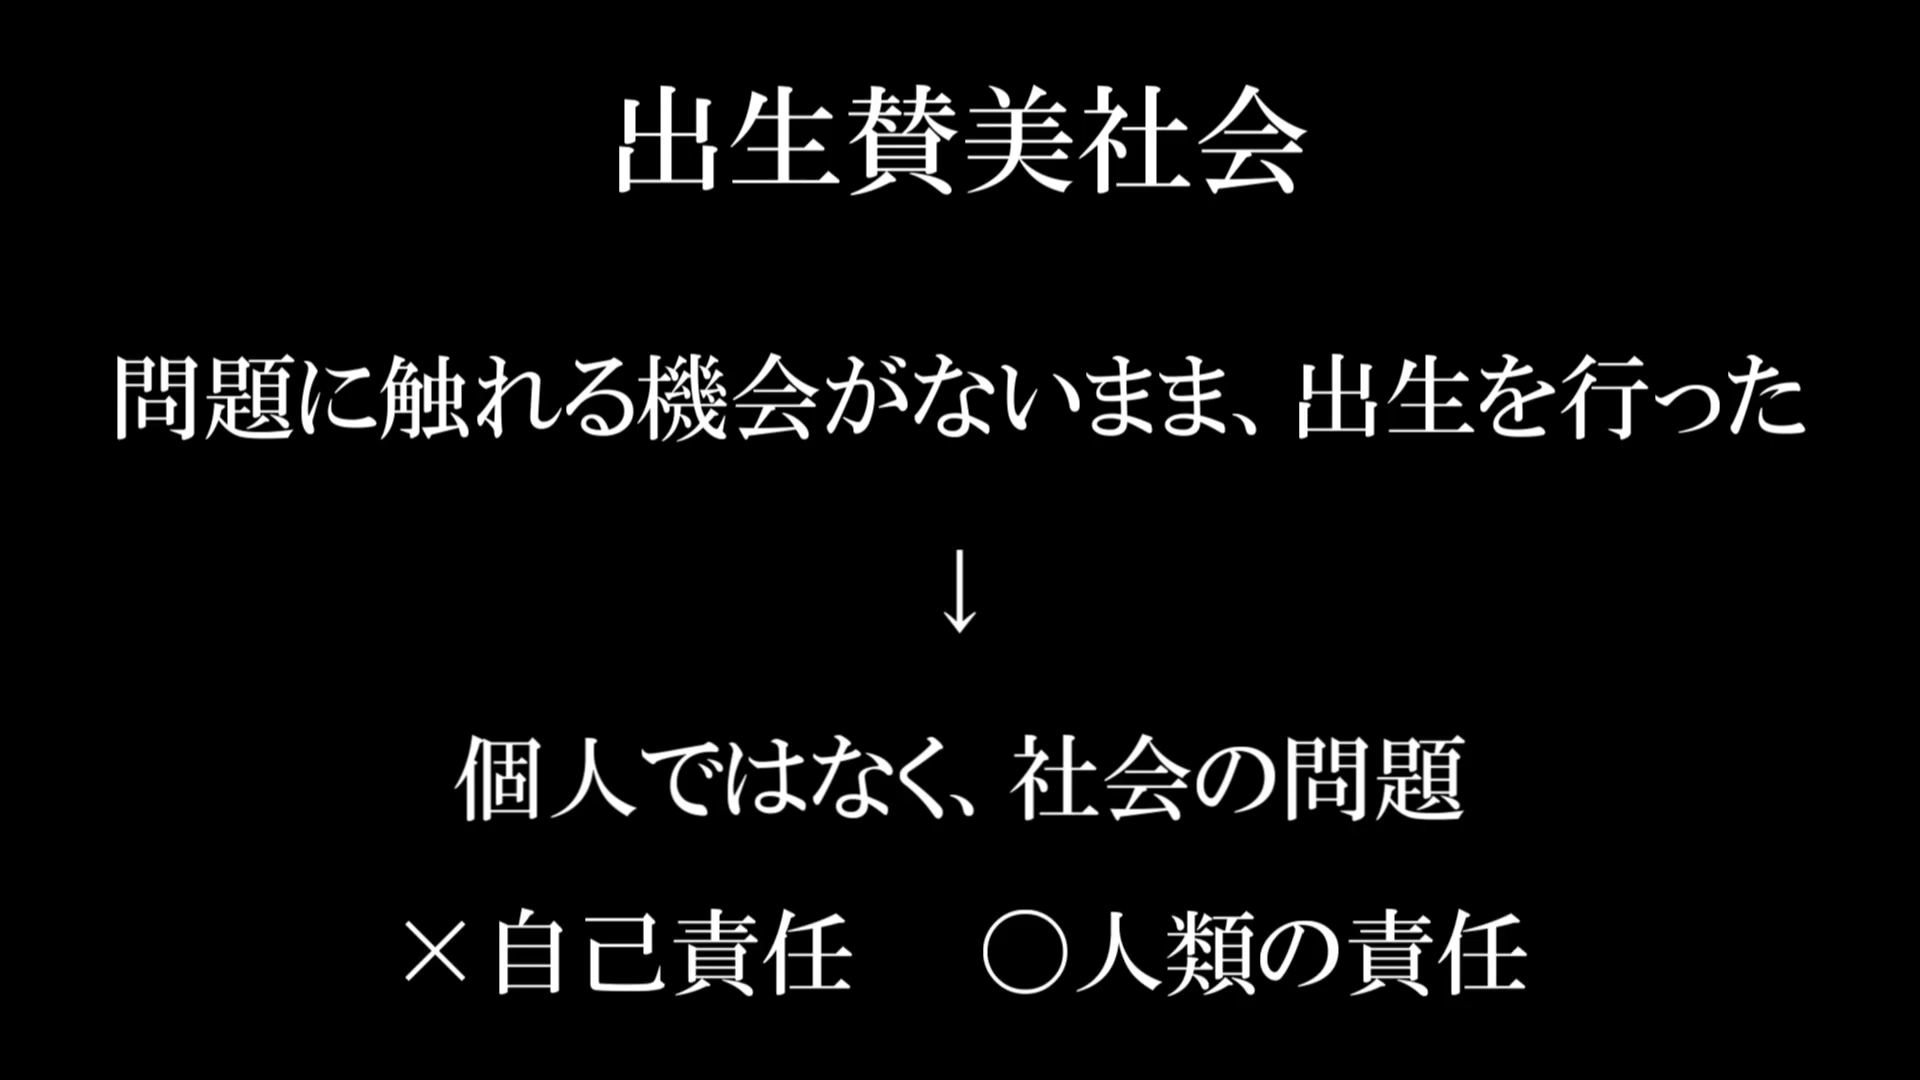 出生賛美社会
問題に触れる機会がないまま、出生を行った
↓
個人ではなく、社会の問題
×自己責任　○人類の責任